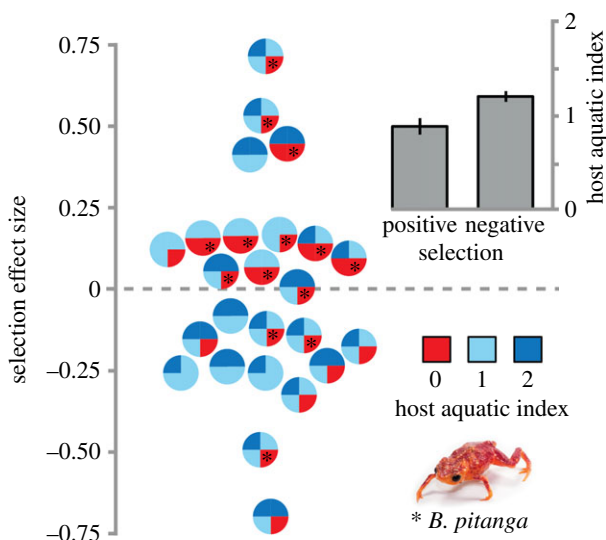 0.75
0.50
0.25
0
−0.25
−0.50
−0.75
selection effect size
2
1
0
host aquatic index
positive negative
selection
0 1 2
host aquatic index
* B. pitanga